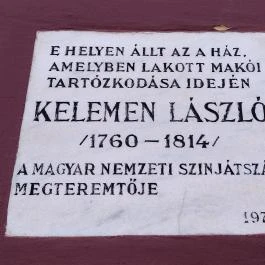 E HELYEN ÁLLT AZ A HÁZ,
AMELYBEN LAKOTT MAKÓI
TARTÓZKODÁSA IDEJÉN
KELEMEN LÁSZLÓ
/1760-1814/
A MAGYAR NEMZETI SZINJÁTSZÁ
MEGTEREMTŐJE
197